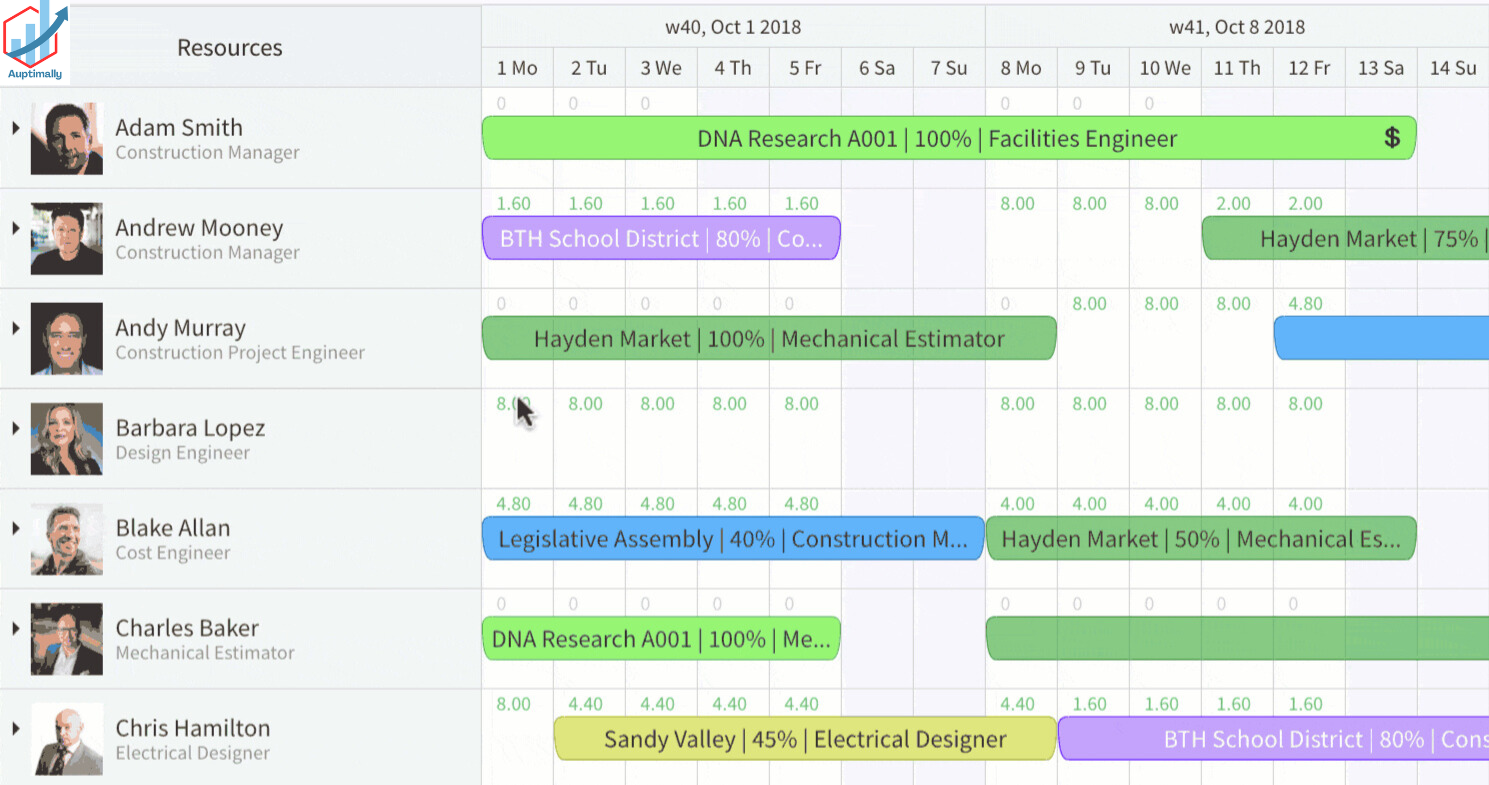 w40, Oct 1 2018 w41, Oct 8 2018
Resources
Auptimally
1 Mo 2 Tu 3 We 4 Th 5 Fr 6 Sa 7 Su 8 Mo 9 Tu 10 We 11 Th 12 Fr 13 Sa 14 Su
0 0 0 0 0 0
Adam Smith
Construction Manager
DNA Research A001 | 100% | Facilities Engineer $
1.60 1.60 1.60 1.60 1.60 8.00 8.00 8.00 2.00 2.00
Andrew Mooney
Construction Manager
BTH School District | 80% | Co... Hayden Market | 75% |
0 0 0 0 0 0 8.00 8.00 8.00 4.80
Andy Murray
Construction Project Engineer
Hayden Market | 100% | Mechanical Estimator
8.00 8.00 8.00 8.00 8.00 8.00 8.00 8.00 8.00 8.00
Barbara Lopez
Design Engineer
4.80 4.80 4.80 4.80 4.80 4.00 4.00 4.00 4.00 4.00
Blake Allan
Cost Engineer
Legislative Assembly | 40% | Construction M... Hayden Market | 50% | Mechanical Es...
0 0 0 0 0 0 0 0 0 0
Charles Baker
Mechanical Estimator
DNA Research A001 | 100% | Me...
8.00 4.40 4.40 4.40 4.40 4.40 1.60 1.60 1.60 1.60
Chris Hamilton
Electrical Designer
Sandy Valley | 45% | Electrical Designer BTH School District | 80% | Cons